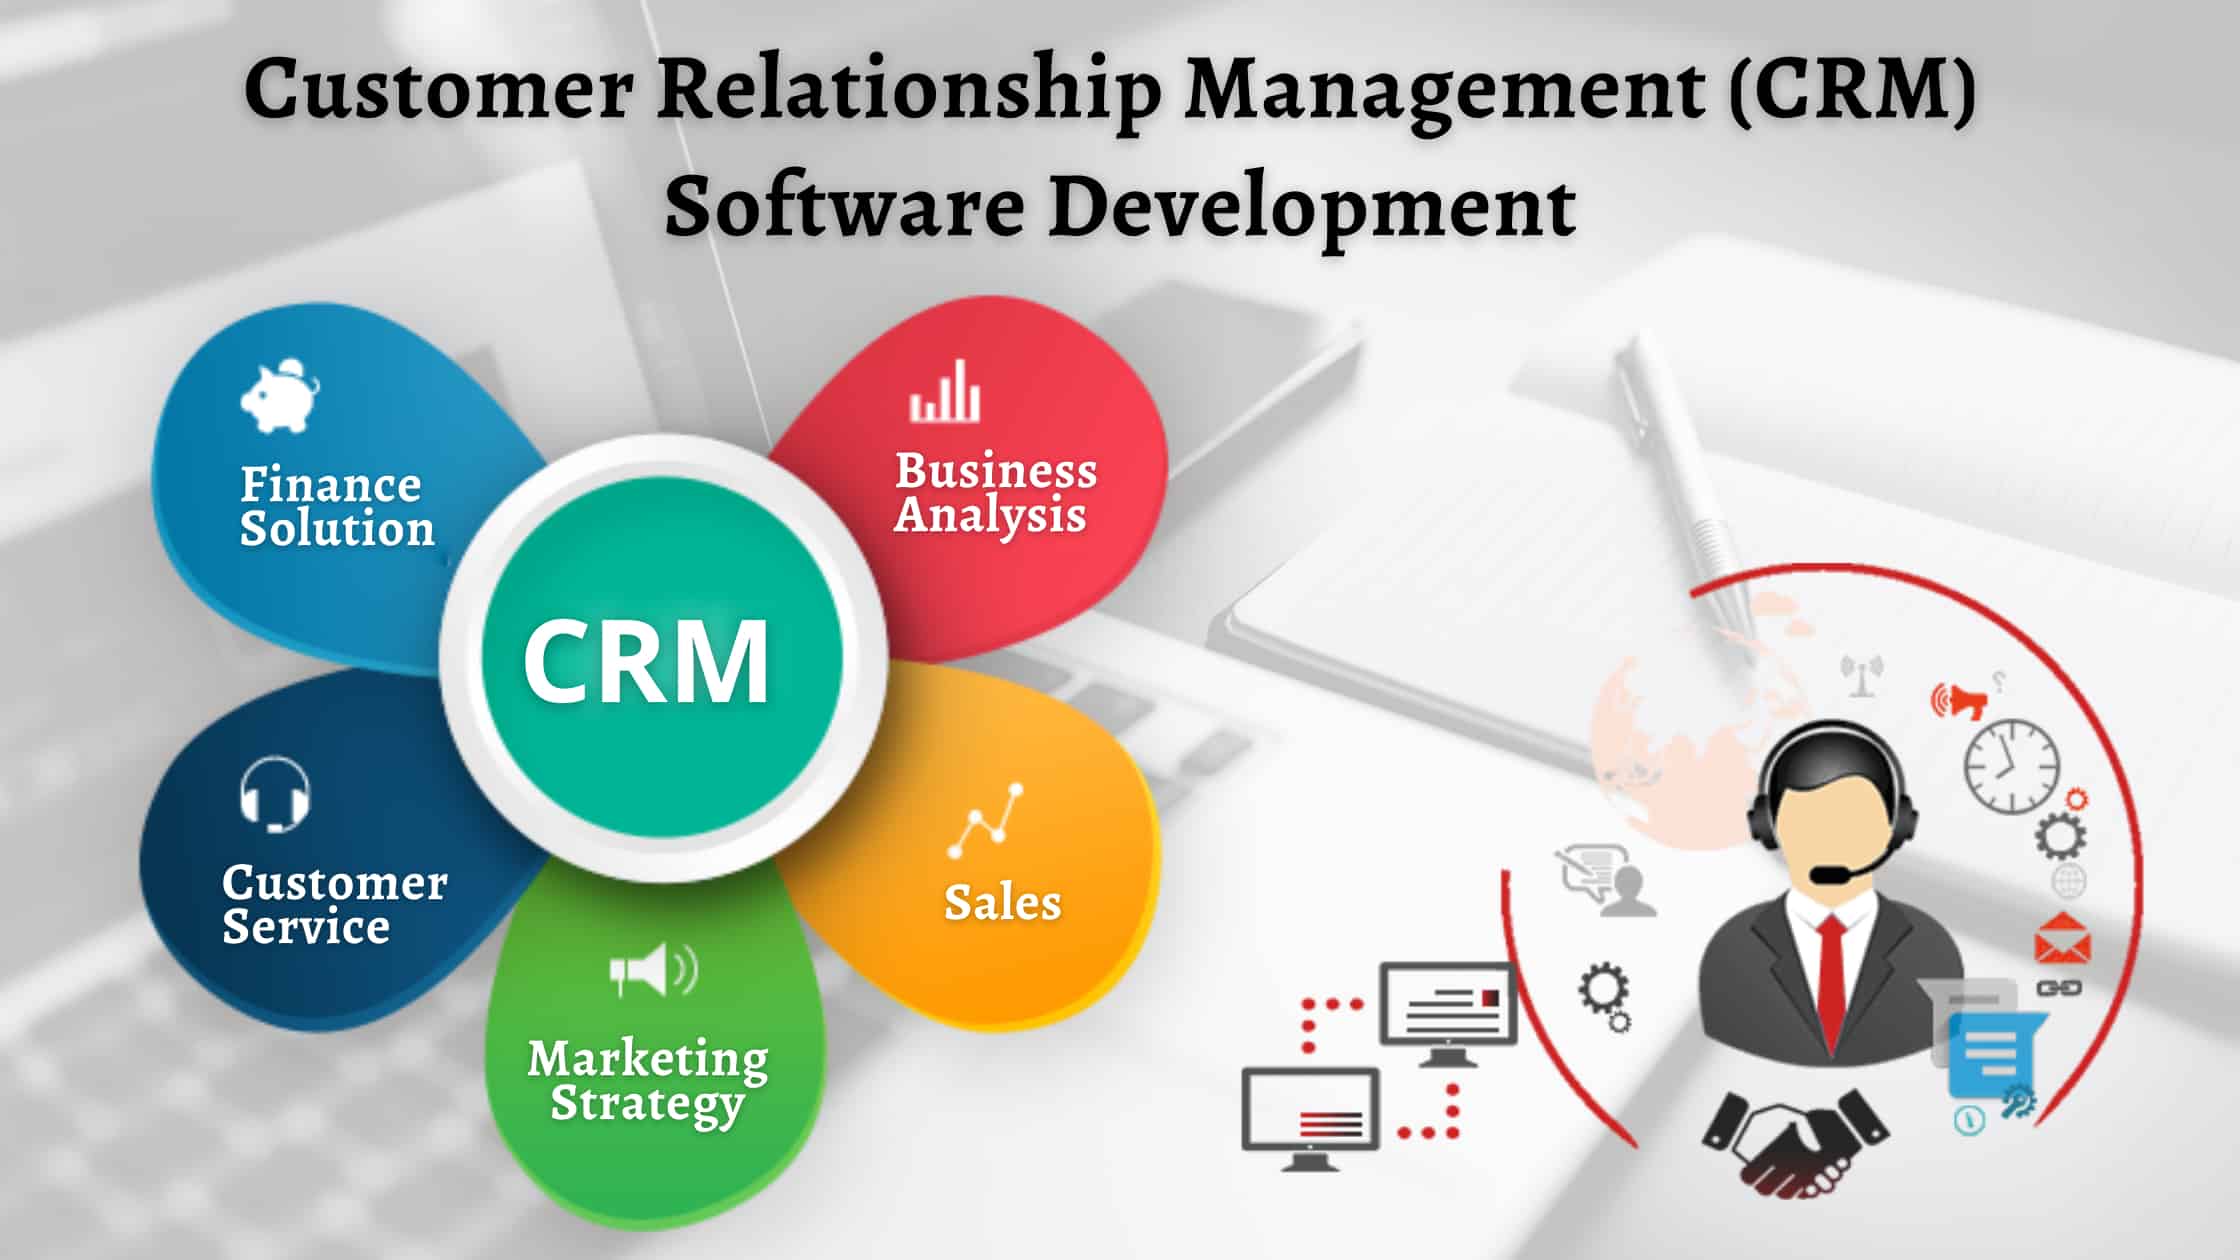 Customer Relationship Management (CRM)
Software Development
Finance
Solution
Business
Analysis
CRM
Customer
Service
Sales
Marketing
Strategy
?